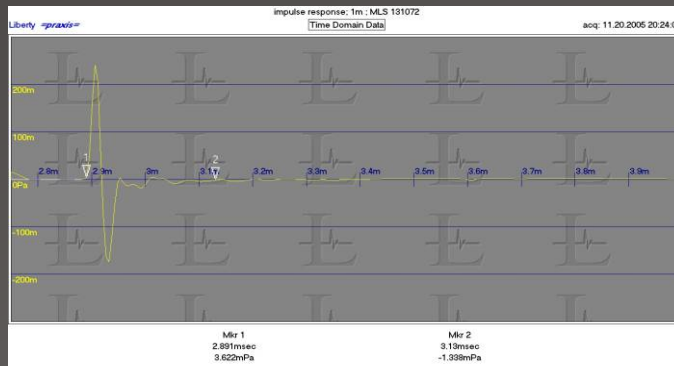 impulse response; 1m ; MLS 131072
Liberty =praxis=
Time Domain Data
acq: 11.20.2005 20:24:0
200m
100m
1
2
2.8m 2.9m 3m 3.1m 3.2m 3.3m 3.4m 3.5m 3.6m 3.7m 3.8m 3.9m
0Pa
-100m
-200m
Mkr 1
2.891msec
3.622mPa
Mkr 2
3.13msec
-1.338mPa